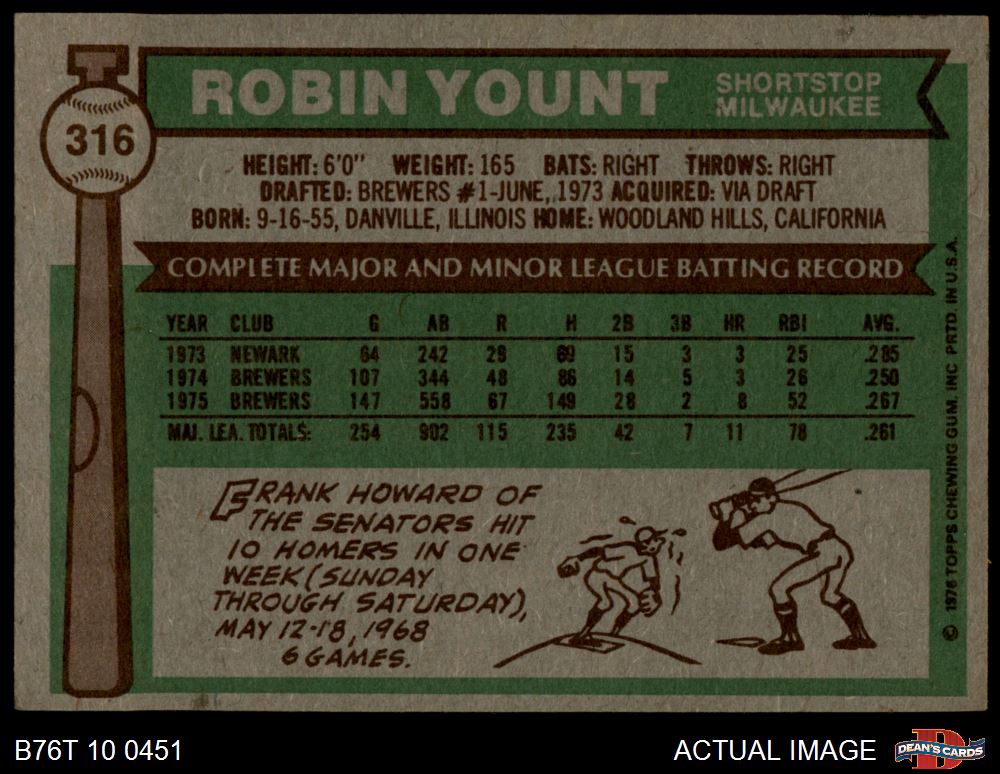 316
ROBIN YOUNT
SHORTSTOP
MILWAUKEE
HEIGHT: 6'0" WEIGHT: 165 BATS: RIGHT THROWS: RIGHT
DRAFTED: BREWERS #1-JUNE, 1973 ACQUIRED: VIA DRAFT
BORN: 9-16-55, DANVILLE, ILLINOIS HOME: WOODLAND HILLS, CALIFORNIA
COMPLETE MAJOR AND MINOR LEAGUE BATTING RECORD
YEAR CLUB G AB R H 2B 3B HR RBI AVG.
1973 NEWARK 64 242 29 69 15 3 3 25 .285
1974 BREWERS 107 344 48 86 14 5 3 26 .250
1975 BREWERS 147 558 67 149 28 2 8 52 .267
MAJ. LEA. TOTALS: 254 902 115 235 42 7 11 78 .261
FRANK HOWARD OF
THE SENATORS HIT
10 HOMERS IN ONE
WEEK (SUNDAY
THROUGH SATURDAY),
MAY 12-18, 1968
6 GAMES.
© 1976 TOPPS CHEWING GUM, INC PRTD. IN U.S.A.
B76T 10 0451
ACTUAL IMAGE
D
DEAN'S CARDS